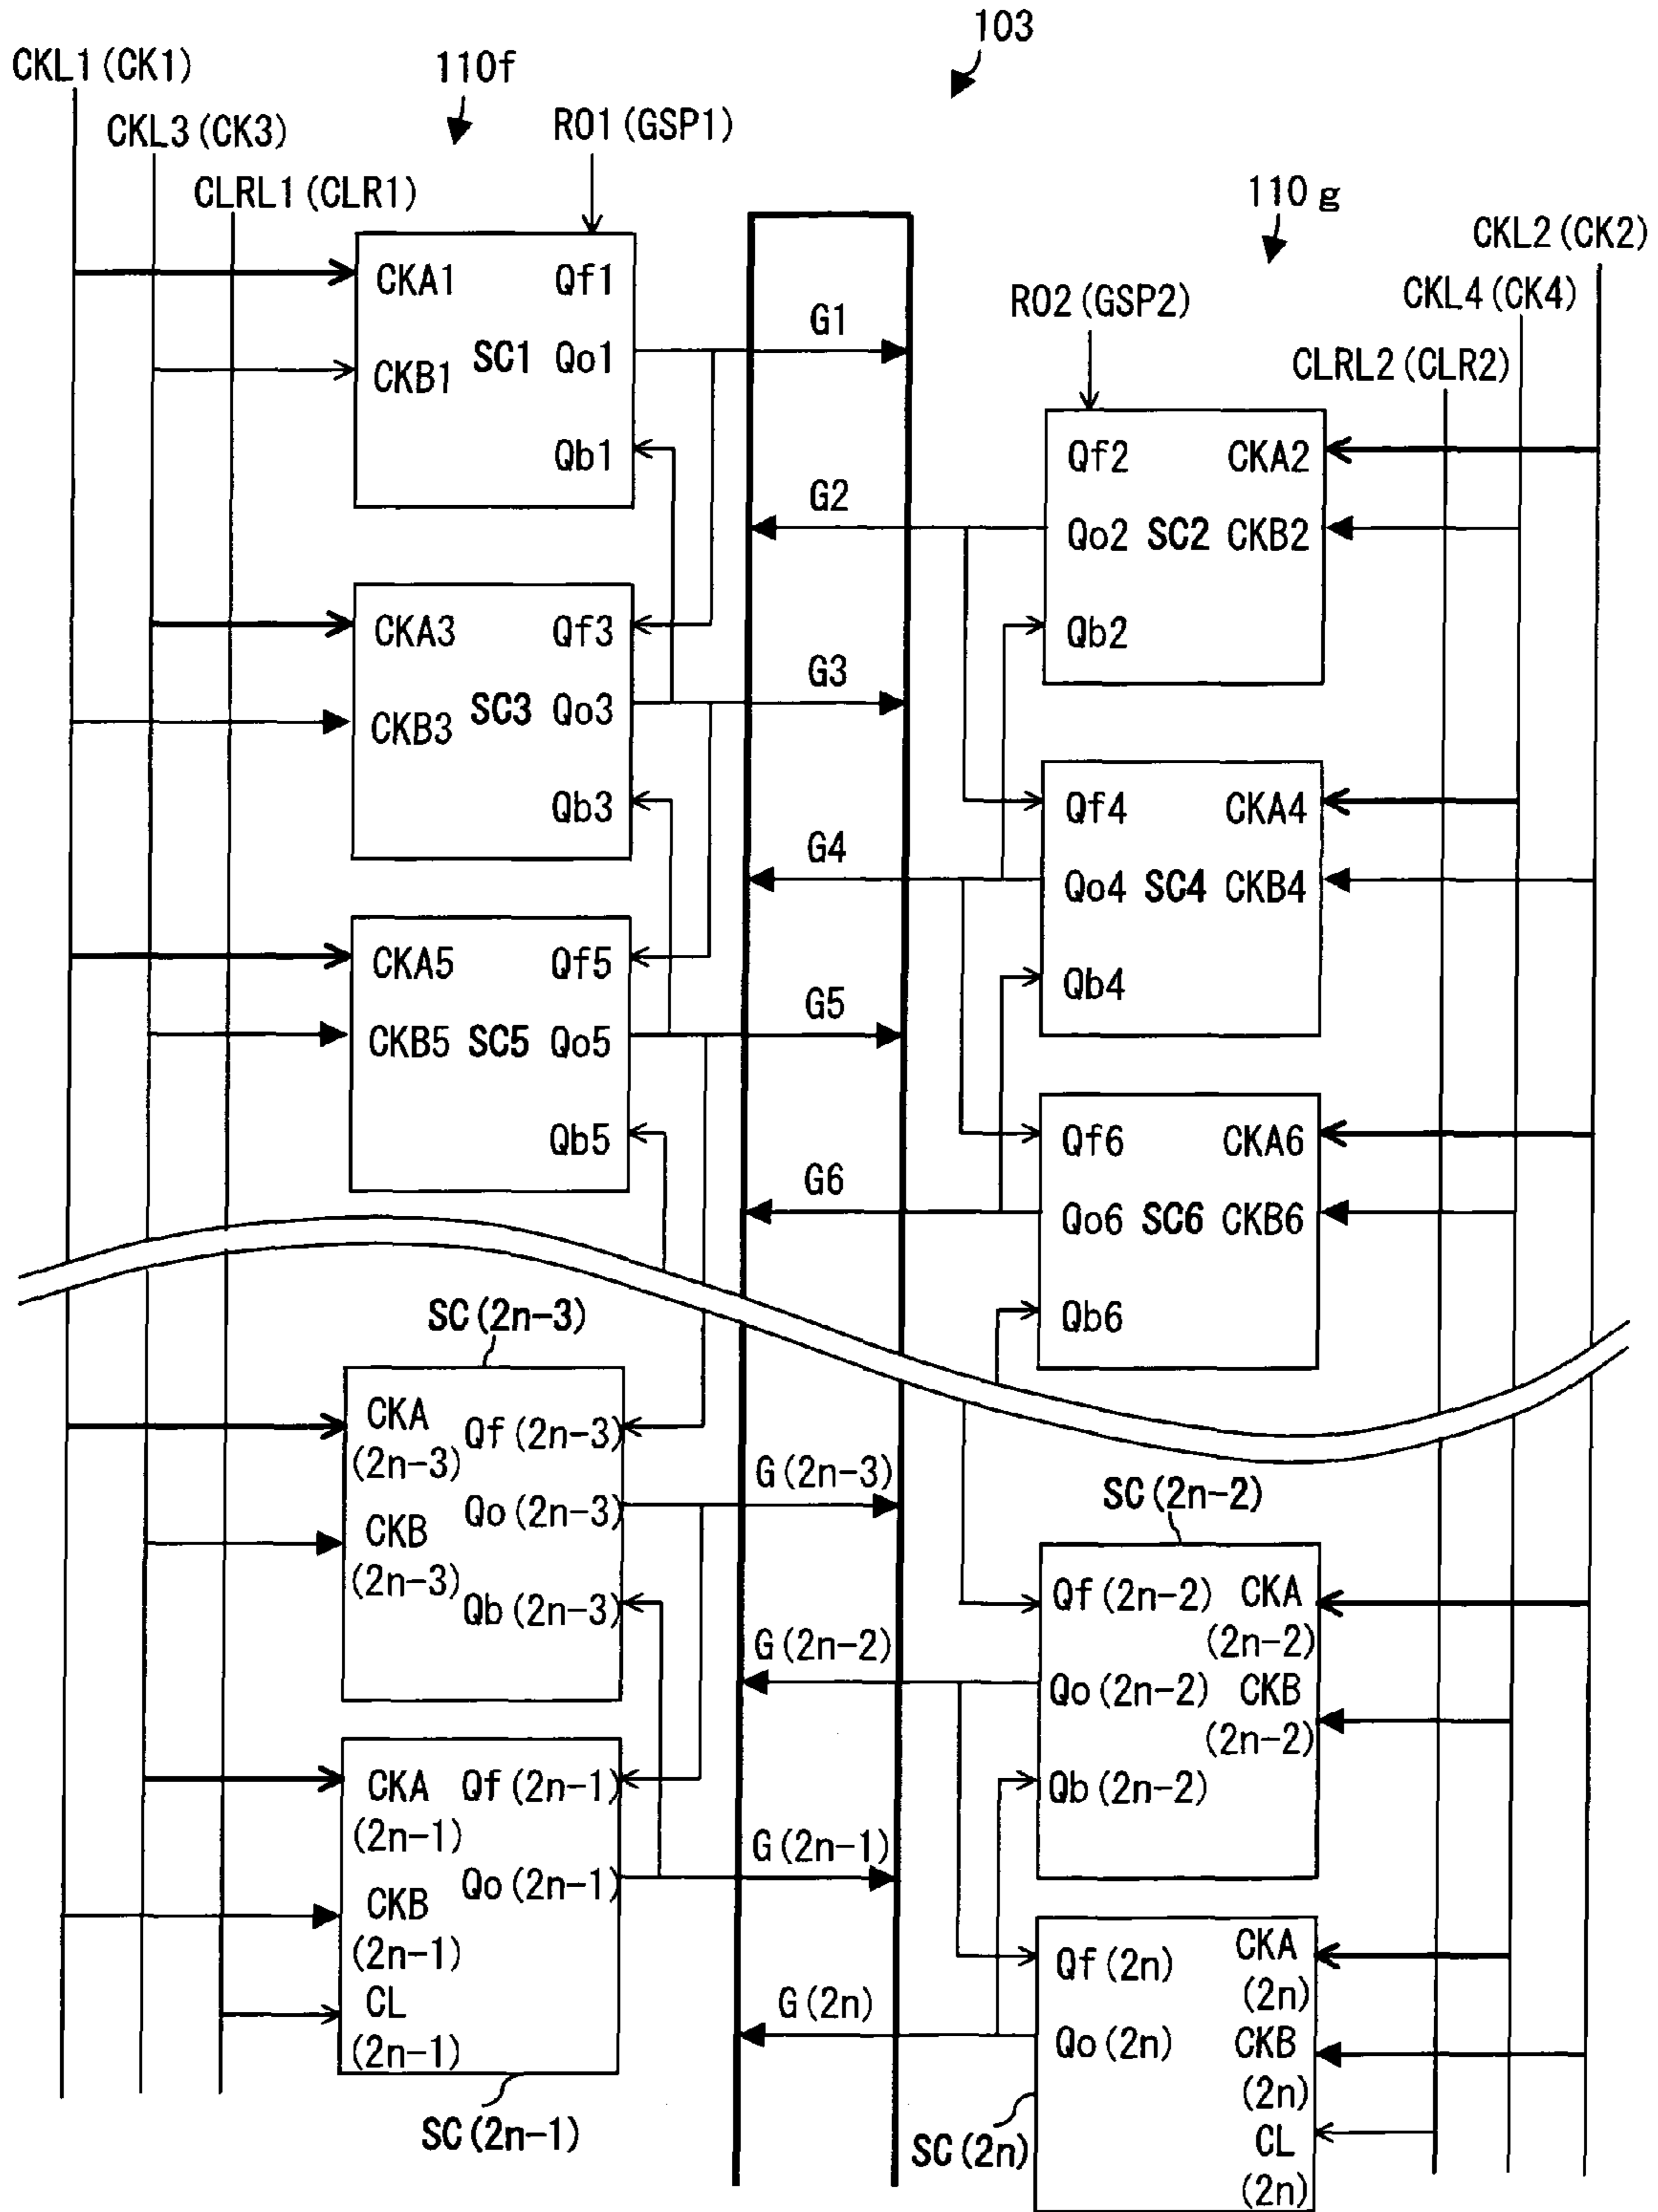 103
CKL1(CK1)
110f
CKL3(CK3)
RO1(GSP1)
CLRL1(CLR1)
110g
CKL2(CK2)
CKL4(CK4)
RO2(GSP2)
CLRL2(CLR2)
CKA1 Qf1
G1
CKB1 SC1 Qo1
Qb1
Qf2 CKA2
G2
Qo2 SC2 CKB2
Qb2
CKA3 Qf3
G3
CKB3 SC3 Qo3
Qb3
Qf4 CKA4
G4
Qo4 SC4 CKB4
Qb4
CKA5 Qf5
G5
CKB5 SC5 Qo5
Qb5
Qf6 CKA6
G6
Qo6 SC6 CKB6
Qb6
SC(2n-3)
CKA
(2n-3)
Qf(2n-3)
G(2n-3)
Qo(2n-3)
CKB
(2n-3)
Qb(2n-3)
SC(2n-2)
Qf(2n-2) CKA
(2n-2)
G(2n-2)
Qo(2n-2) CKB
(2n-2)
Qb(2n-2)
CKA Qf(2n-1)
(2n-1)
G(2n-1)
Qo(2n-1)
CKB
(2n-1)
CL
(2n-1)
SC(2n-1)
Qf(2n) CKA
(2n)
G(2n)
Qo(2n) CKB
(2n)
CL
(2n)
SC(2n)